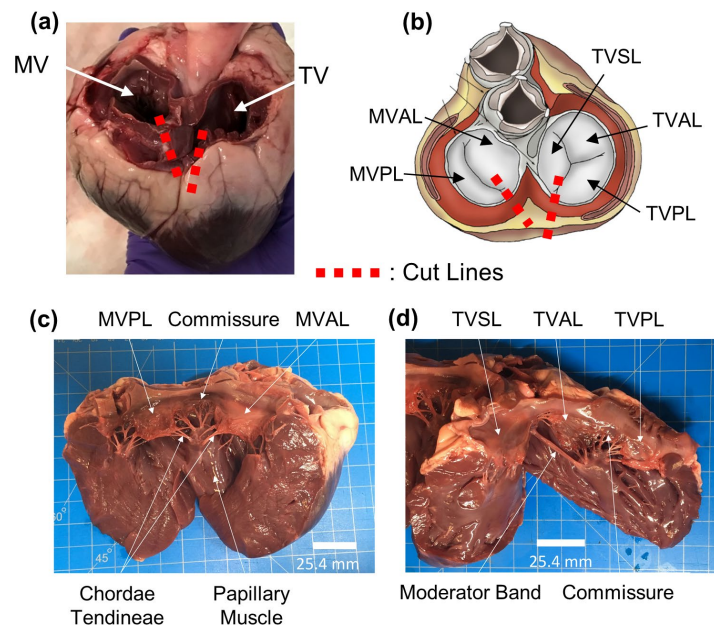 (a)
(b)
MV
TV
TVSL
MVAL
TVAL
MVPL
TVPL
: Cut Lines
(c)
MVPL
Commissure
MVAL
(d)
TVSL
TVAL
TVPL
45°
25.4 mm
25.4 mm
Chordae
Tendineae
Papillary
Muscle
Moderator Band
Commissure